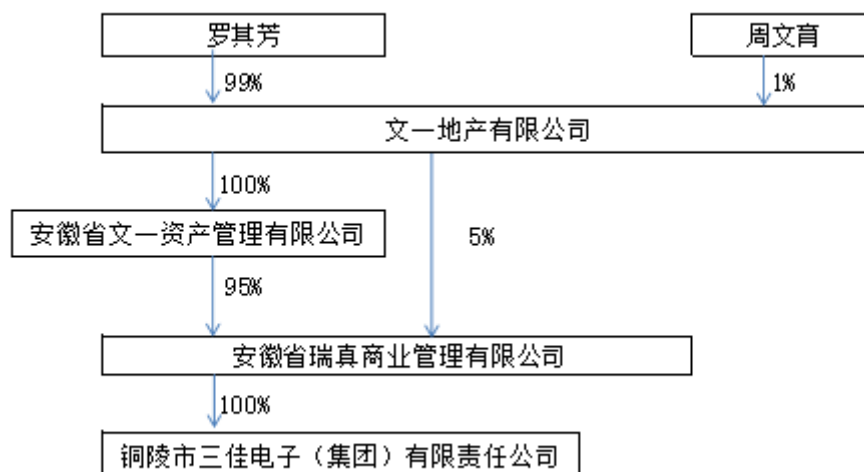 罗其芳
周文育
99%
1%
文一地产有限公司
100%
安徽省文一资产管理有限公司
5%
95%
安徽省瑞真商业管理有限公司
100%
铜陵市三佳电子（集团）有限责任公司